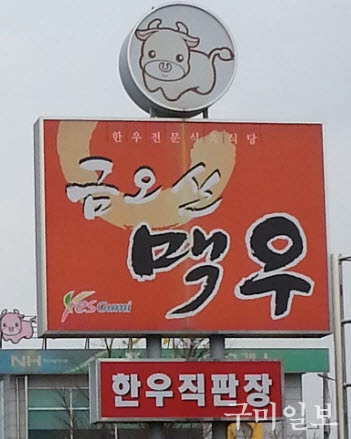 한우전문식 식당
금오산
맥우
Yes Gumi
NH
한우직판장
구미일보